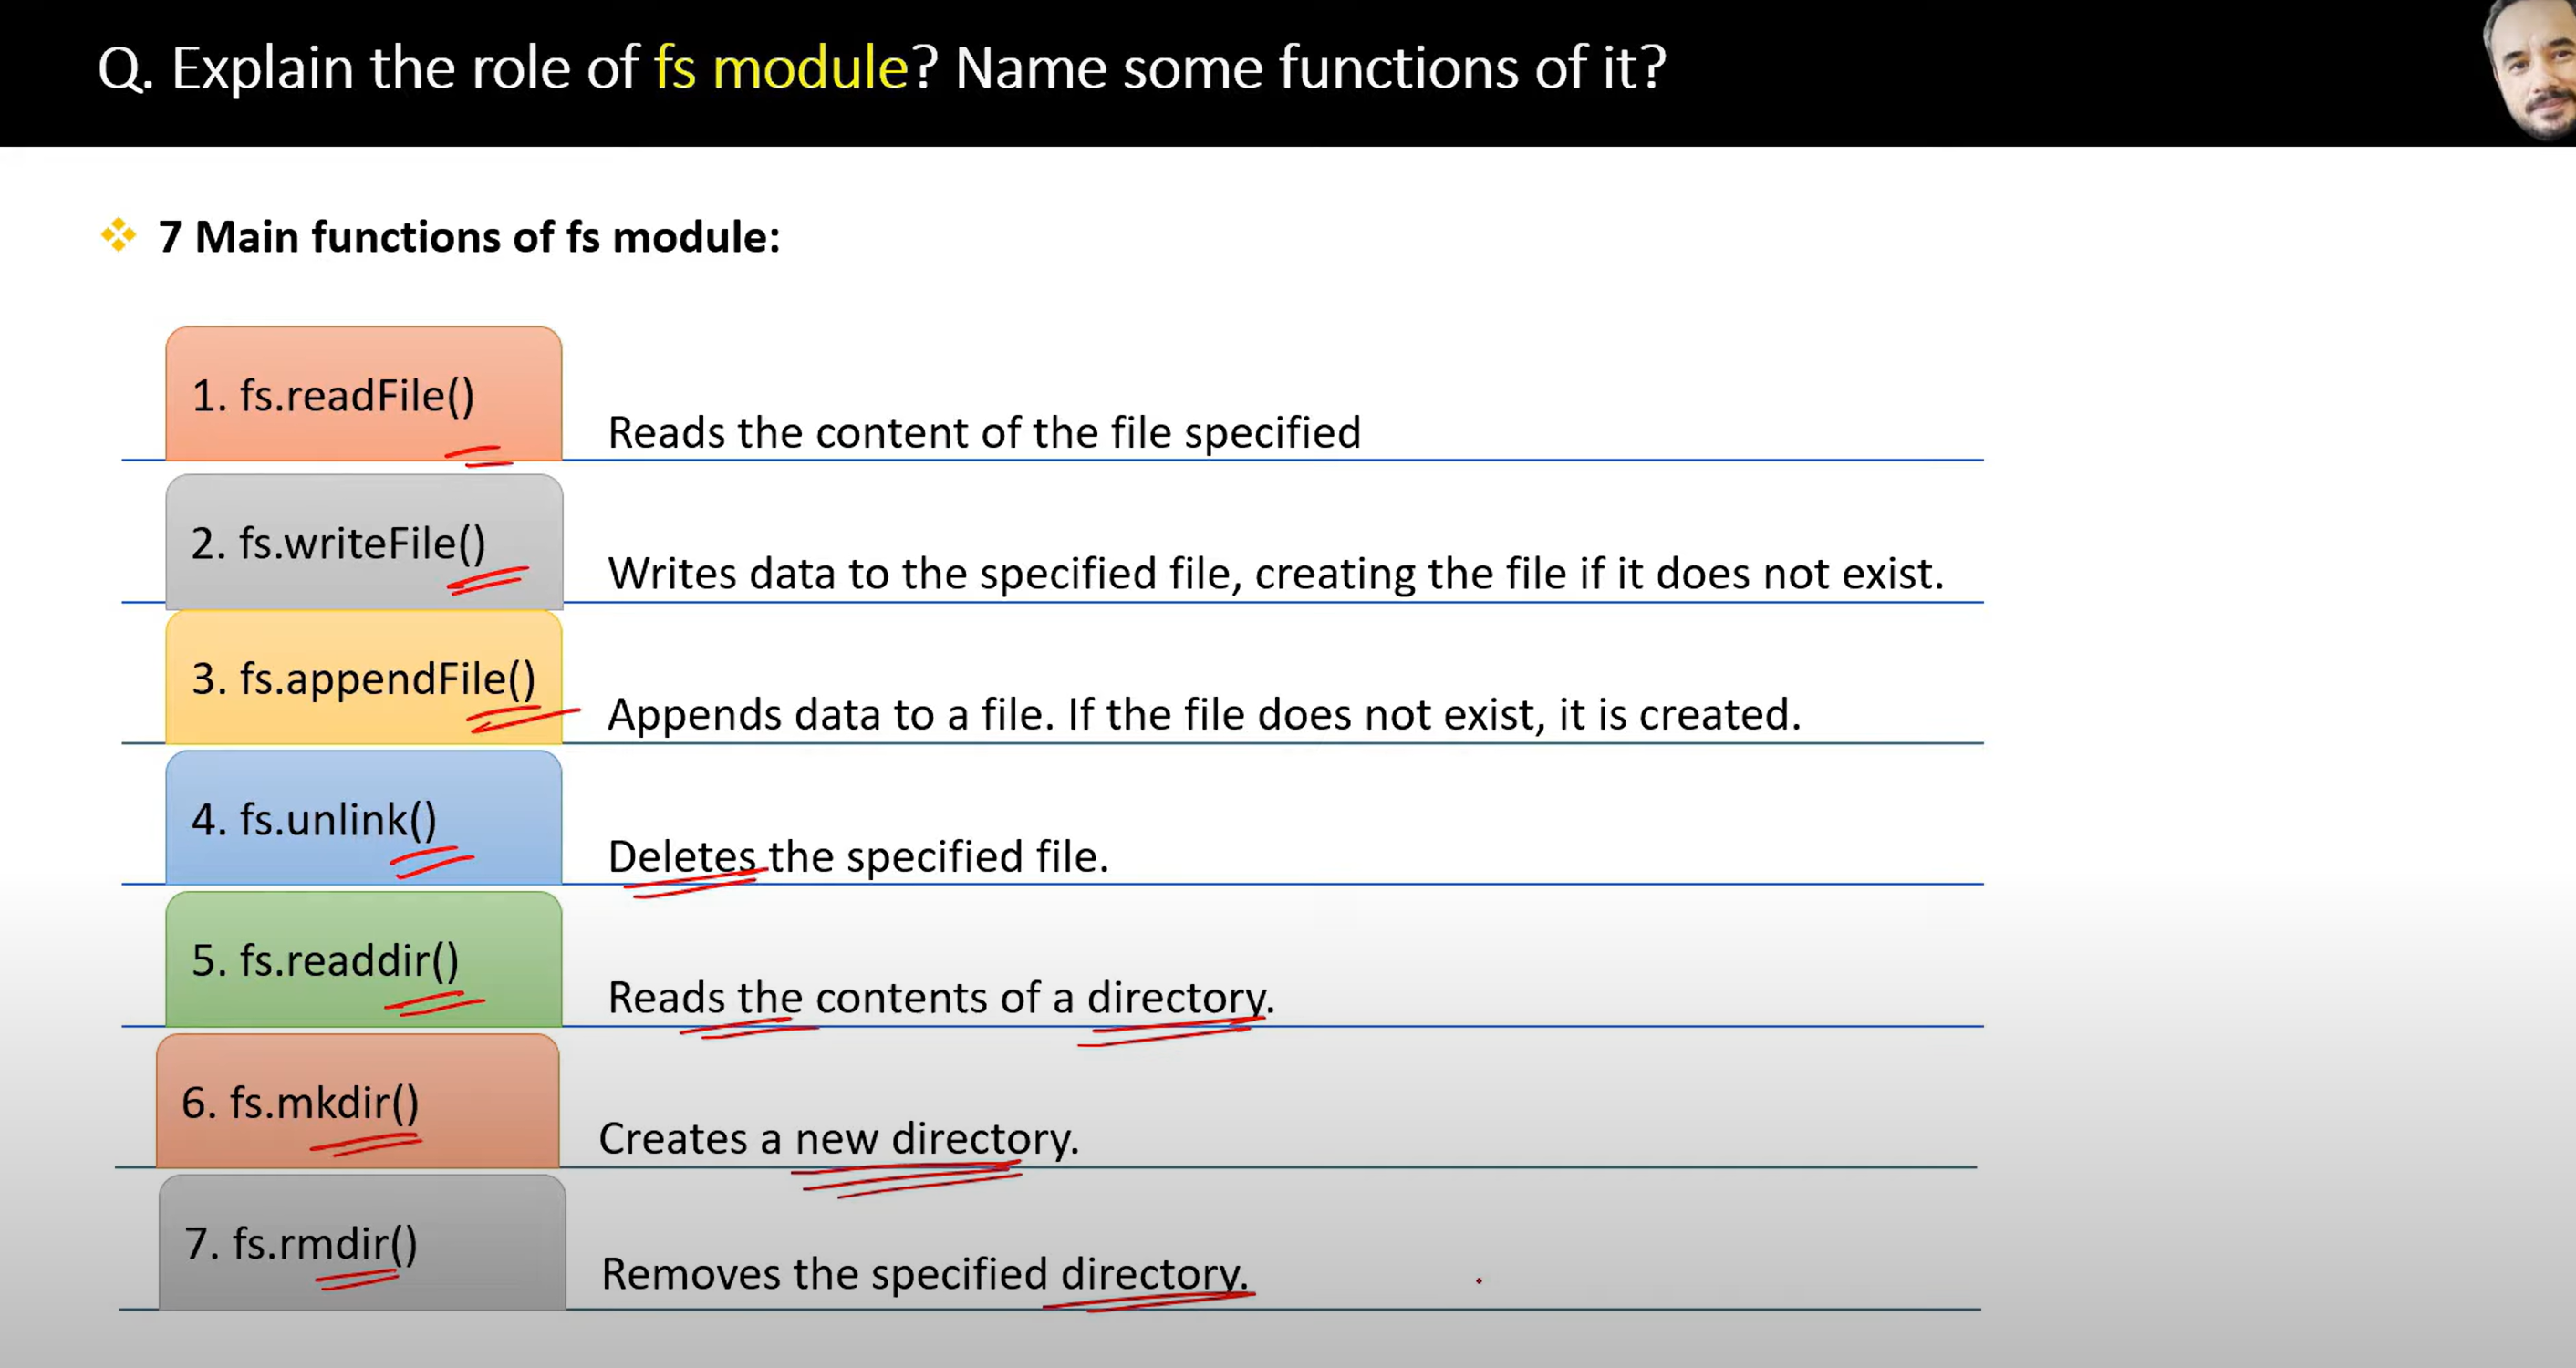 Q. Explain the role of fs module? Name some functions of it?
7 Main functions of fs module:
1. fs.readFile()
Reads the content of the file specified
2. fs.writeFile()
Writes data to the specified file, creating the file if it does not exist.
3. fs.appendFile()
Appends data to a file. If the file does not exist, it is created.
4. fs.unlink()
Deletes the specified file.
5. fs.readdir()
Reads the contents of a directory.
6. fs.mkdir()
Creates a new directory.
7. fs.rmdir()
Removes the specified directory.